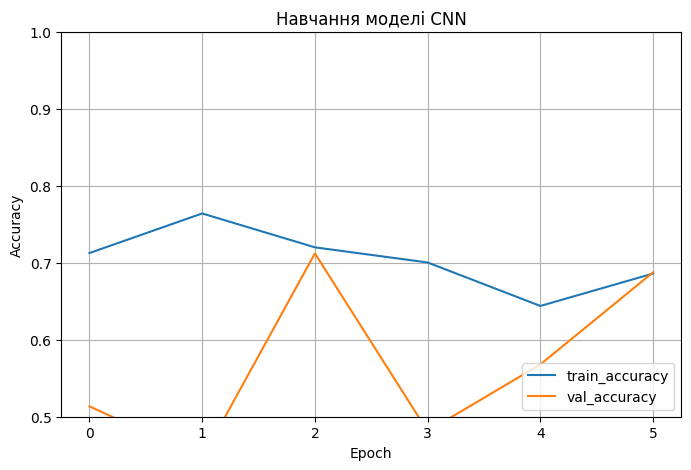 Навчання моделі CNN
Accuracy
1.0
0.9
0.8
0.7
0.6
0.5
0 1 2 3 4 5
Epoch
train_accuracy
val_accuracy